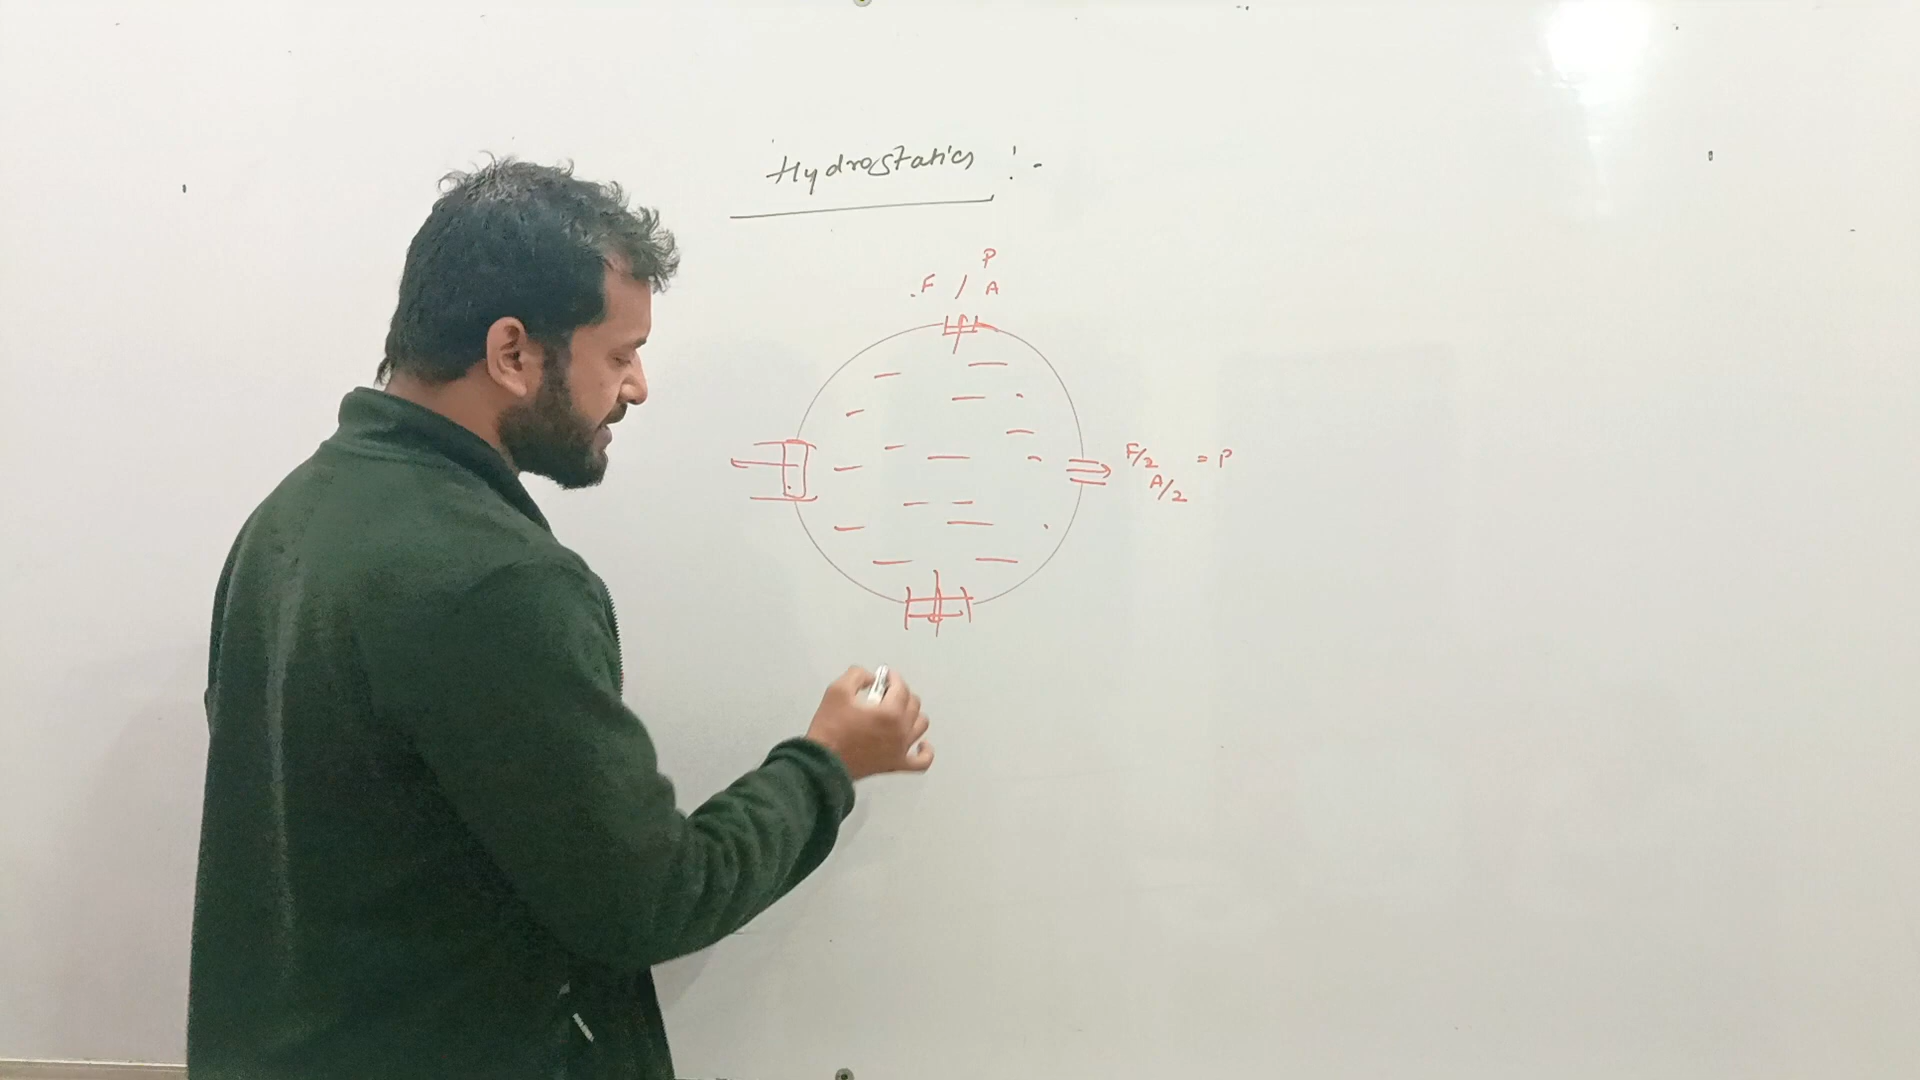 Hydrostatics :-
P
F / A
F/2 = P
A/2